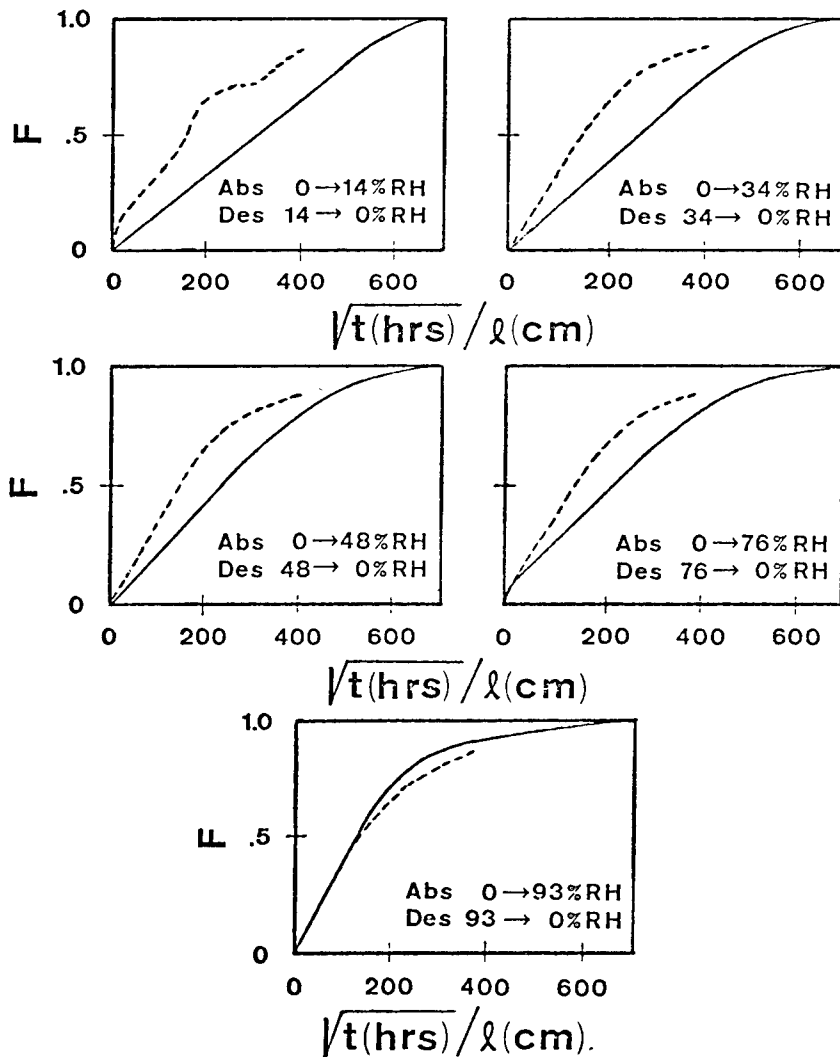 F
.5
0
Abs 0→14%RH
Des 14→ 0%RH
0 200 400 600
Abs 0→34%RH
Des 34→ 0%RH
0 200 400 600
√t(hrs)/ℓ(cm)
1.0
F
.5
0
Abs 0→48%RH
Des 48→ 0%RH
0 200 400 600
Abs 0→76%RH
Des 76→ 0%RH
0 200 400 600
√t(hrs)/ℓ(cm)
1.0
F
.5
0
Abs 0→93%RH
Des 93→ 0%RH
0 200 400 600
√t(hrs)/ℓ(cm).